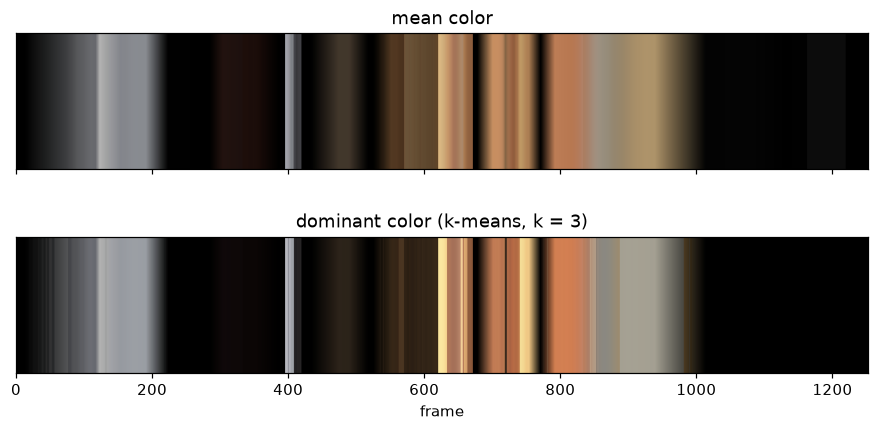 mean color
dominant color (k-means, k = 3)
0 200 400 600 800 1000 1200
frame